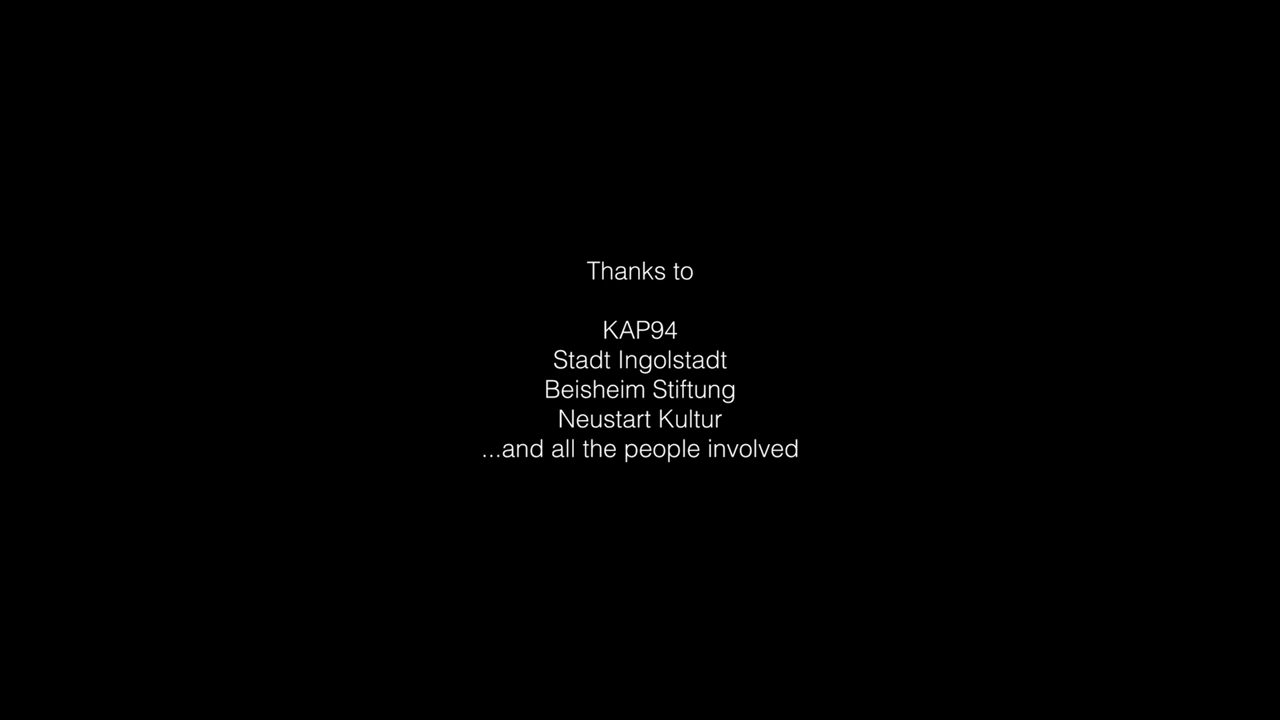 Thanks to
KAP94
Stadt Ingolstadt
Beisheim Stiftung
Neustart Kultur
...and all the people involved